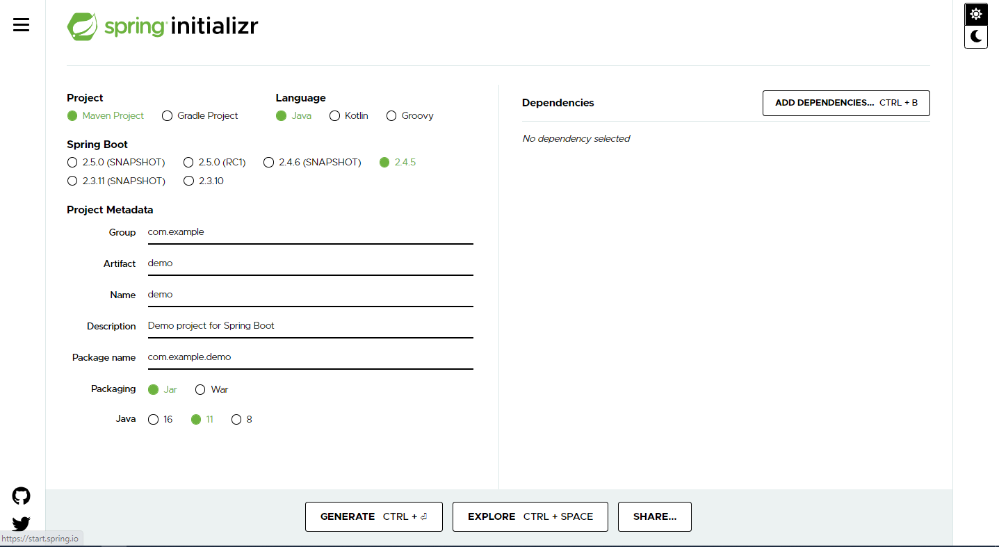 spring initializr
Project
Maven Project Gradle Project
Language
Java Kotlin Groovy
Spring Boot
2.5.0 (SNAPSHOT) 2.5.0 (RC1) 2.4.6 (SNAPSHOT) 2.4.5
2.3.11 (SNAPSHOT) 2.3.10
Project Metadata
Group com.example
Artifact demo
Name demo
Description Demo project for Spring Boot
Package name com.example.demo
Packaging Jar War
Java 16 11 8
Dependencies
ADD DEPENDENCIES... CTRL + B
No dependency selected
GENERATE CTRL + ⏎
EXPLORE CTRL + SPACE
SHARE...
https://start.spring.io